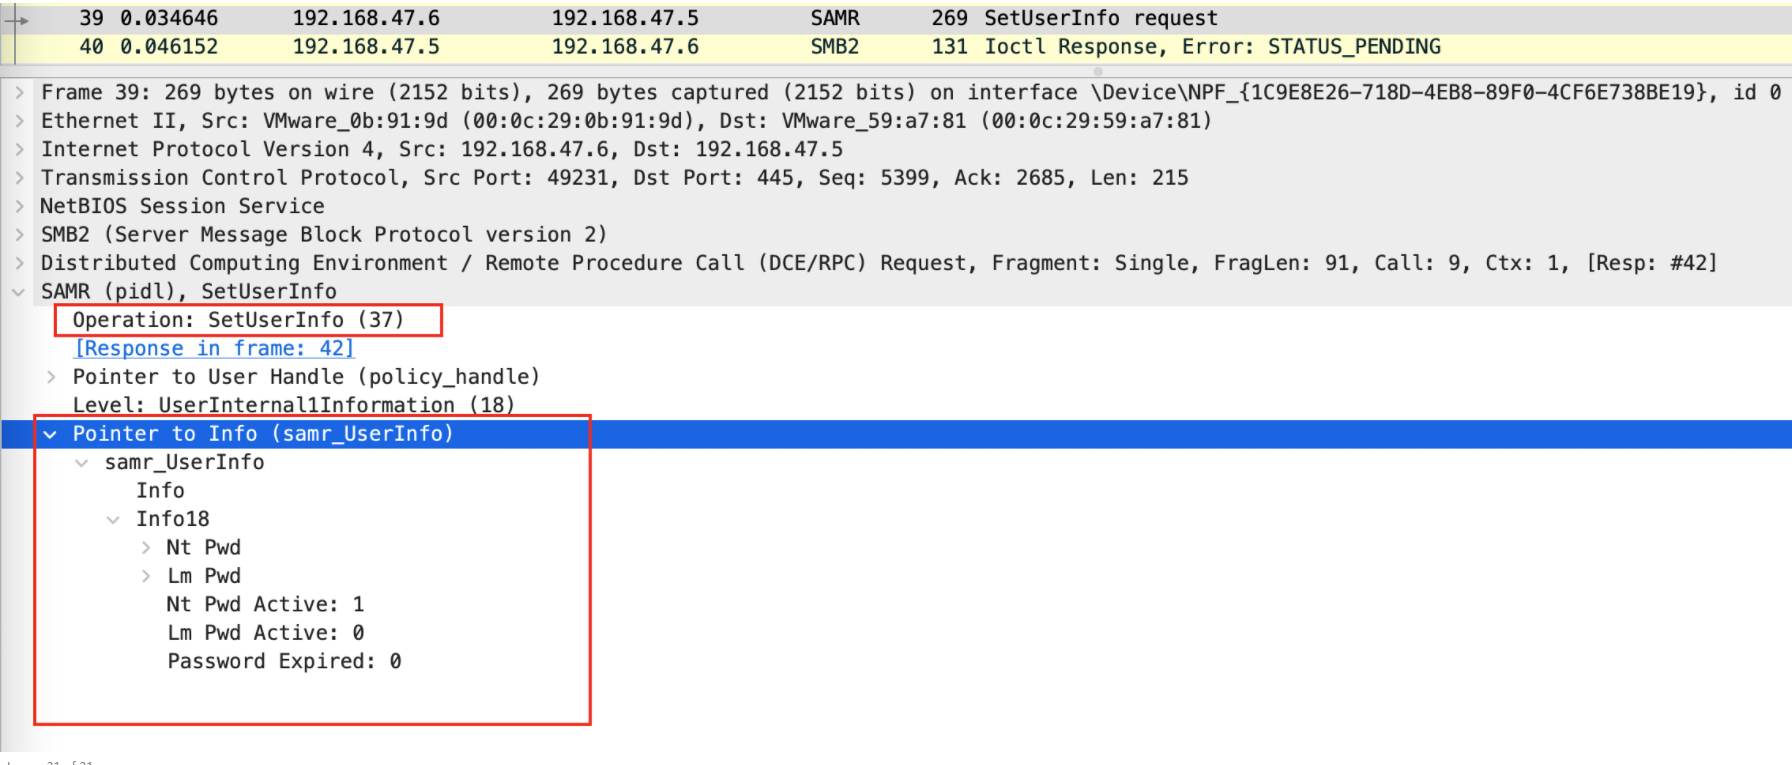 39 0.034646 192.168.47.6 192.168.47.5 SAMR 269 SetUserInfo request
40 0.046152 192.168.47.5 192.168.47.6 SMB2 131 Ioctl Response, Error: STATUS_PENDING
Frame 39: 269 bytes on wire (2152 bits), 269 bytes captured (2152 bits) on interface \Device\NPF_{1C9E8E26-718D-4EB8-89F0-4CF6E738BE19}, id 0
Ethernet II, Src: VMware_0b:91:9d (00:0c:29:0b:91:9d), Dst: VMware_59:a7:81 (00:0c:29:59:a7:81)
Internet Protocol Version 4, Src: 192.168.47.6, Dst: 192.168.47.5
Transmission Control Protocol, Src Port: 49231, Dst Port: 445, Seq: 5399, Ack: 2685, Len: 215
NetBIOS Session Service
SMB2 (Server Message Block Protocol version 2)
Distributed Computing Environment / Remote Procedure Call (DCE/RPC) Request, Fragment: Single, FragLen: 91, Call: 9, Ctx: 1, [Resp: #42]
SAMR (pidl), SetUserInfo
Operation: SetUserInfo (37)
[Response in frame: 42]
Pointer to User Handle (policy_handle)
Level: UserInternal1Information (18)
Pointer to Info (samr_UserInfo)
samr_UserInfo
Info
Info18
Nt Pwd
Lm Pwd
Nt Pwd Active: 1
Lm Pwd Active: 0
Password Expired: 0